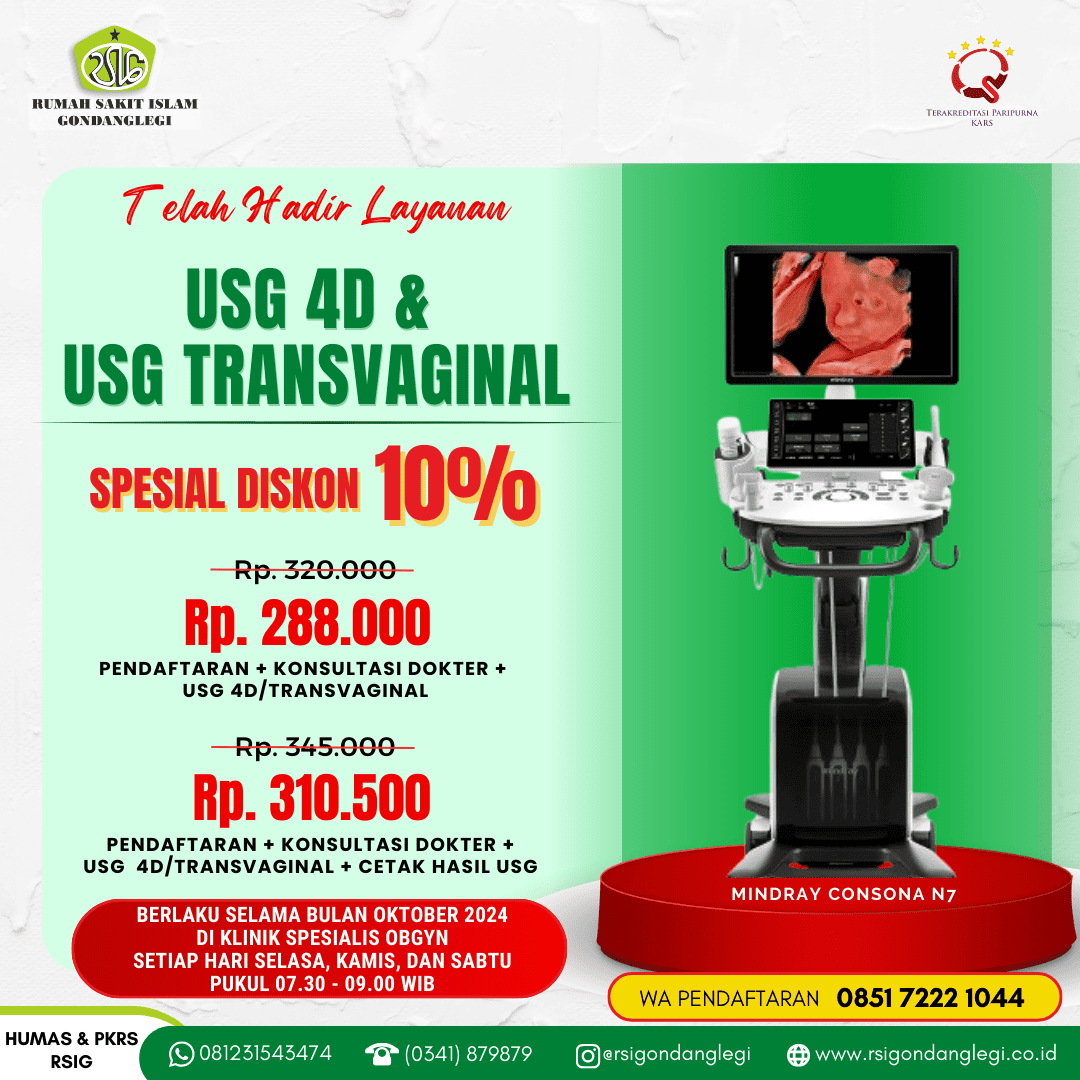 RSIG
RUMAH SAKIT ISLAM
GONDANGLEGI
TERAKREDITASI PARIPURNA
KARS
Telah Hadir Layanan
USG 4D &
USG TRANSVAGINAL
SPESIAL DISKON 10%
Rp. 320.000
Rp. 288.000
PENDAFTARAN + KONSULTASI DOKTER +
USG 4D/TRANSVAGINAL
Rp. 345.000
Rp. 310.500
PENDAFTARAN + KONSULTASI DOKTER +
USG 4D/TRANSVAGINAL + CETAK HASIL USG
BERLAKU SELAMA BULAN OKTOBER 2024
DI KLINIK SPESIALIS OBGYN
SETIAP HARI SELASA, KAMIS, DAN SABTU
PUKUL 07.30 - 09.00 WIB
mindray
MINDRAY CONSONA N7
WA PENDAFTARAN 0851 7222 1044
HUMAS & PKRS
RSIG
081231543474
(0341) 879879
@rsigondanglegi
www.rsigondanglegi.co.id